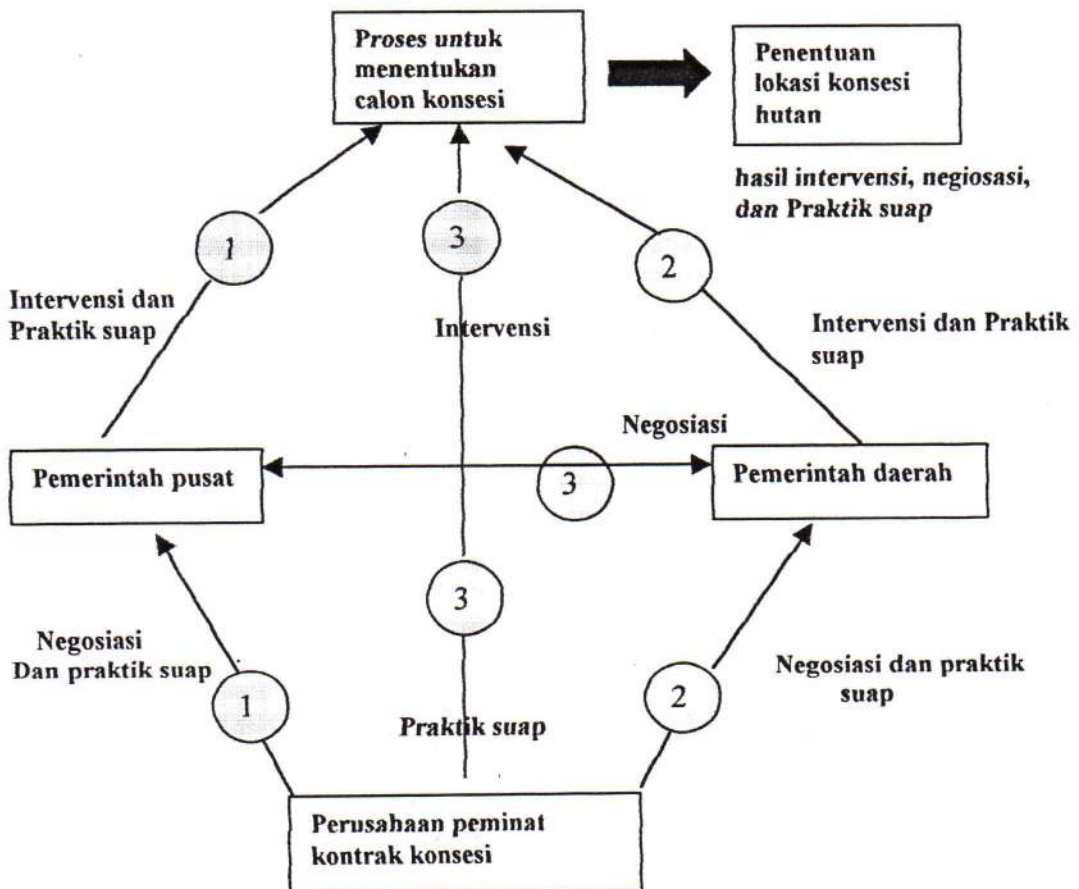 Proses untuk
menentukan
calon konsesi
Penentuan
lokasi konsesi
hutan
hasil intervensi, negiosasi,
dan Praktik suap
1
3
2
Intervensi dan
Praktik suap
Intervensi
Intervensi dan Praktik
suap
Negosiasi
Pemerintah pusat
3
Pemerintah daerah
3
Negosiasi
Dan praktik suap
Negosiasi dan praktik
suap
1
2
Praktik suap
Perusahaan peminat
kontrak konsesi